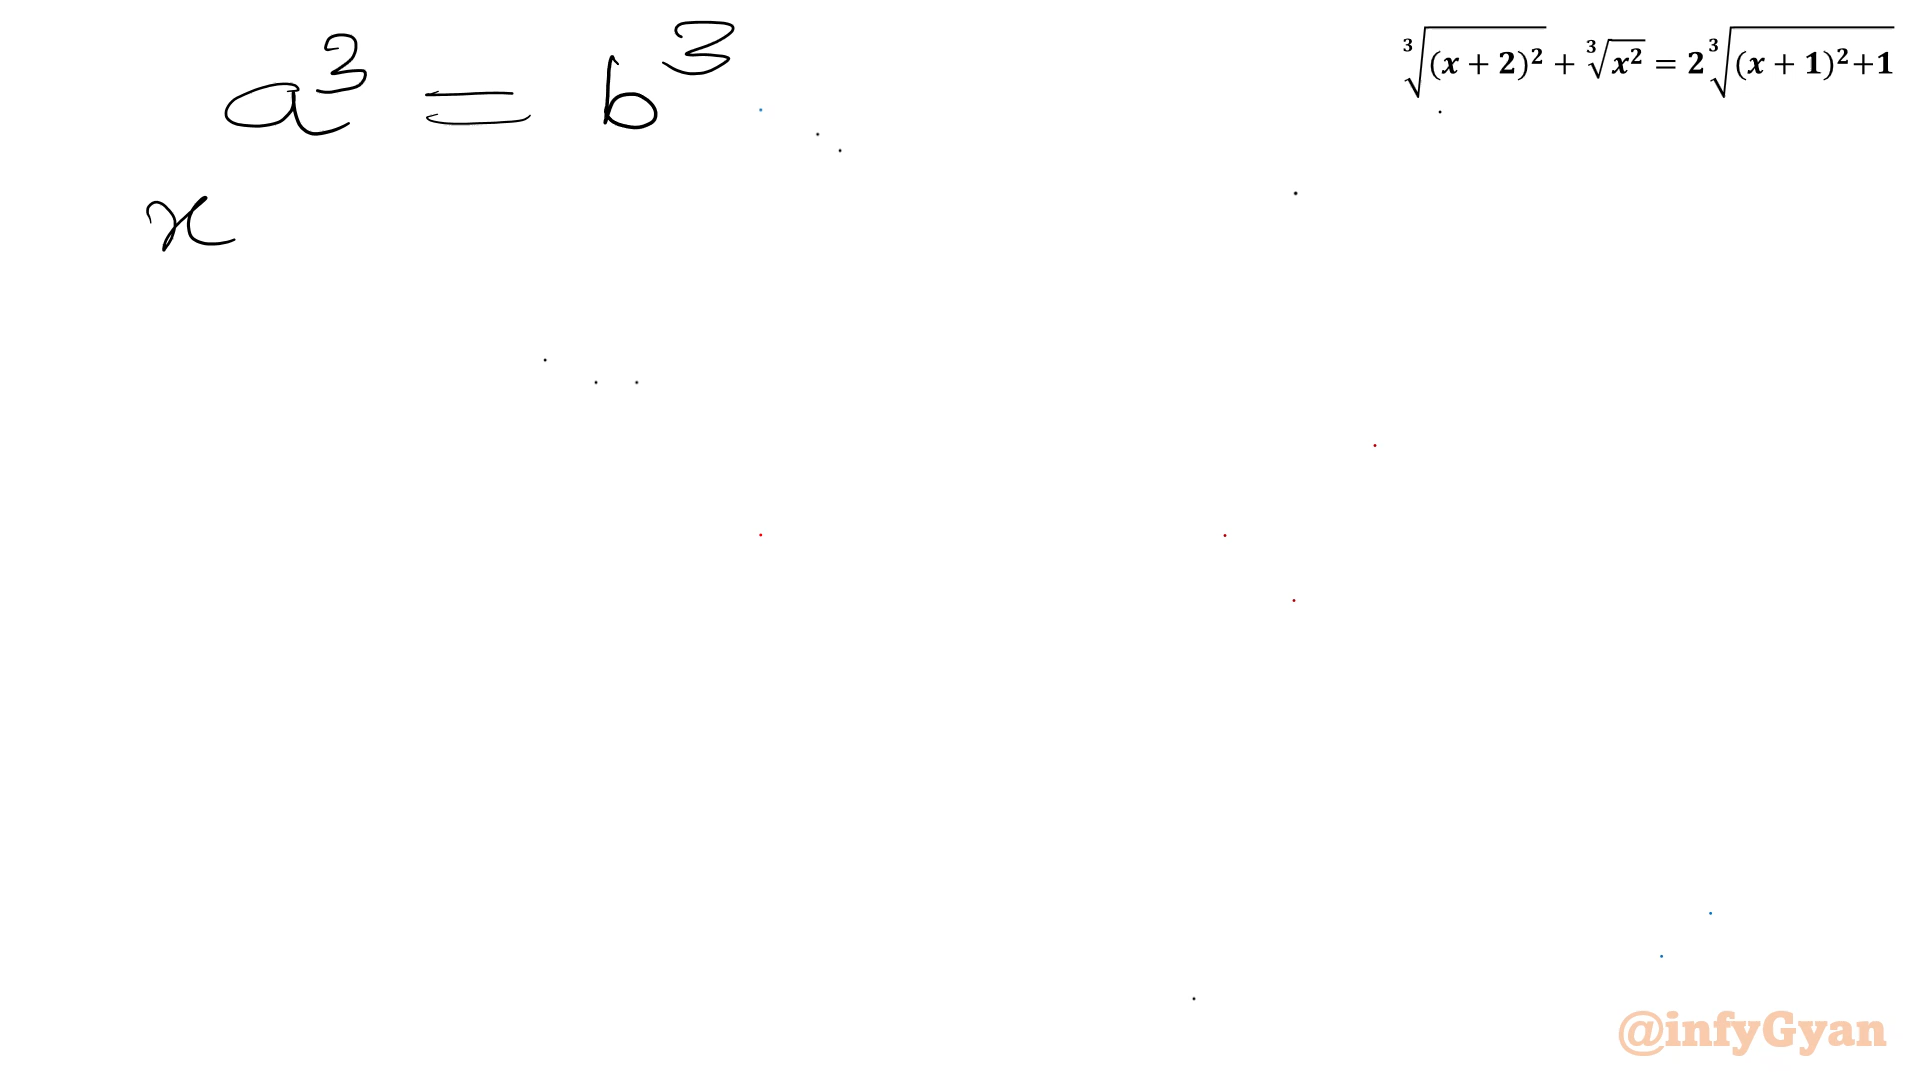 a³ = b³
∛(x + 2)² + ∛x² = 2∛(x + 1)²+1
x
@infyGyan